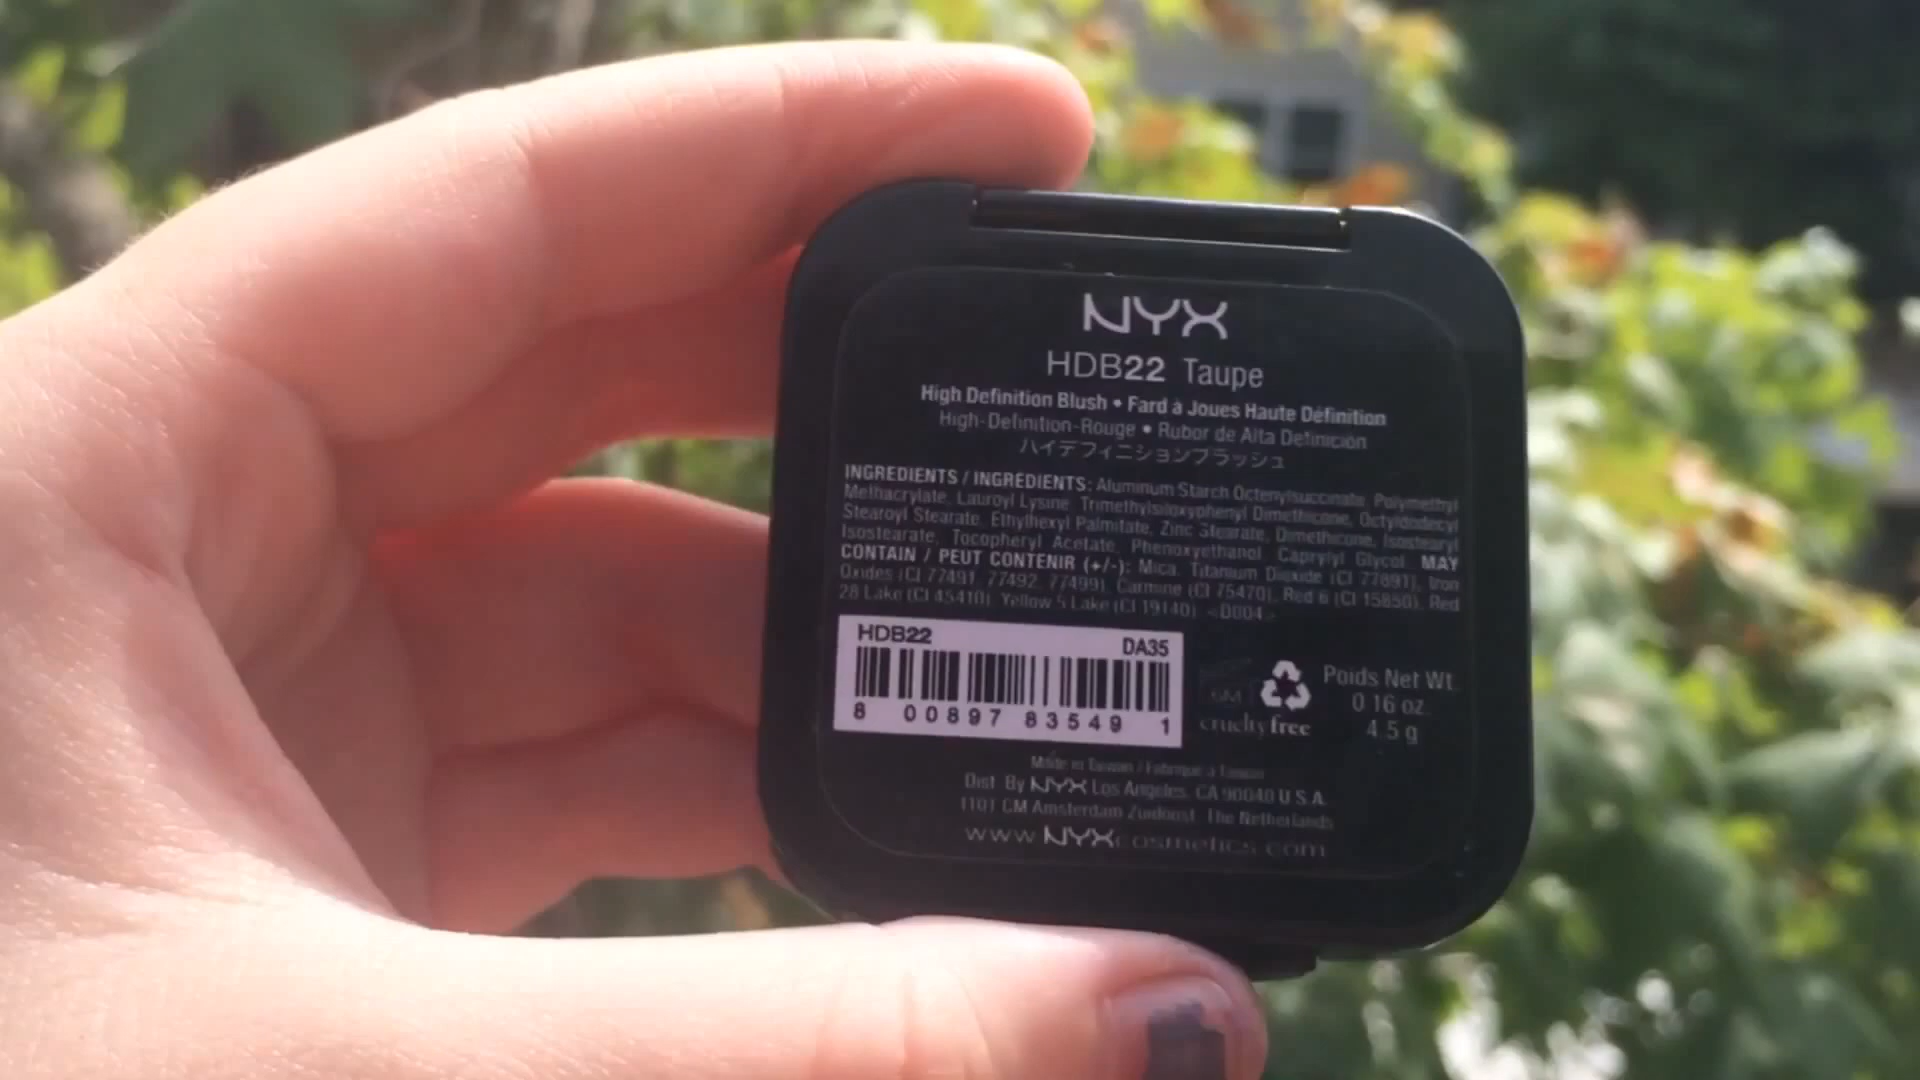 NYX
HDB22 Taupe
High Definition Blush • Fard à Joues Haute Définition
High-Definition-Rouge • Rubor de Alta Definición
ハイデフィニションブラッシュ
INGREDIENTS / INGRÉDIENTS: Aluminum Starch Octenylsuccinate, Polymethyl
Methacrylate, Lauroyl Lysine, Trimethylsiloxyphenyl Dimethicone, Octyldodecyl
Stearoyl Stearate, Ethylhexyl Palmitate, Zinc Stearate, Dimethicone, Isostearyl
Isostearate, Tocopheryl Acetate, Phenoxyethanol, Caprylyl Glycol. MAY
CONTAIN / PEUT CONTENIR (+/-): Mica, Titanium Dioxide (CI 77891), Iron
Oxides (CI 77491, 77492, 77499), Carmine (CI 75470), Red 6 (CI 15850), Red
28 Lake (CI 45410), Yellow 5 Lake (CI 19140). <D004>
HDB22 DA35
8 00897 83549 1
6M
crueltyfree
Poids Net Wt.
0.16 oz.
4.5 g
Made in Taiwan / Fabriqué à Taiwan
Dist. By NYX Los Angeles, CA 90040 U.S.A.
1101 CM Amsterdam Zuidoost, The Netherlands
www.NYXcosmetics.com